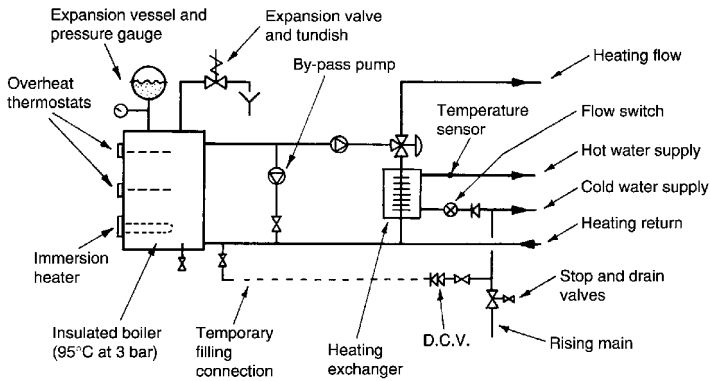 Expansion vessel and
pressure gauge
Expansion valve
and tundish
By-pass pump
Heating flow
Overheat
thermostats
Temperature
sensor
Flow switch
Hot water supply
Cold water supply
Heating return
Immersion
heater
Stop and drain
valves
Insulated boiler
(95°C at 3 bar)
Temporary
filling
connection
Heating
exchanger
D.C.V.
Rising main